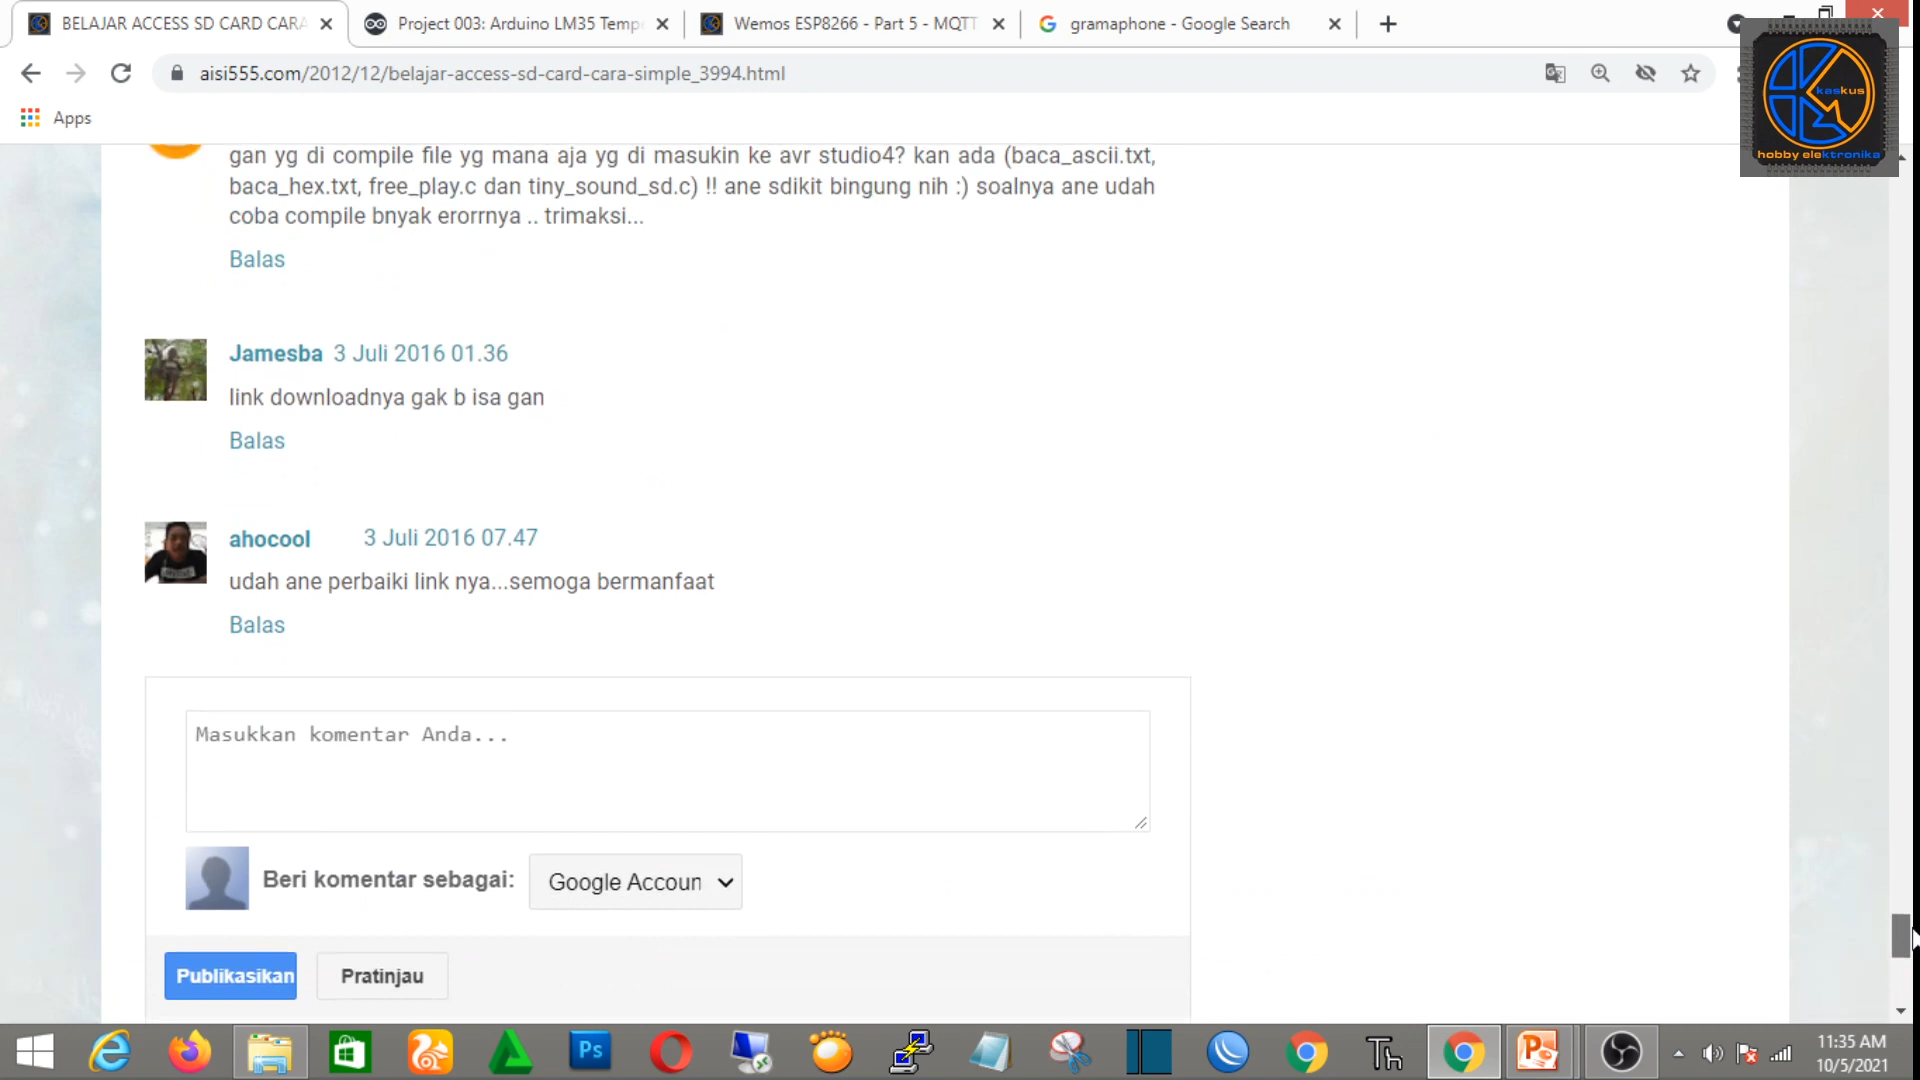 BELAJAR ACCESS SD CARD CARA
Project 003: Arduino LM35 Temp
Wemos ESP8266 - Part 5 - MQTT
gramaphone - Google Search
aisi555.com/2012/12/belajar-access-sd-card-cara-simple_3994.html
kaskus
hobby elektronika
Apps
gan yg di compile file yg mana aja yg di masukin ke avr studio4? kan ada (baca_ascii.txt,
baca_hex.txt, free_play.c dan tiny_sound_sd.c) !! ane sdikit bingung nih :) soalnya ane udah
coba compile bnyak erorrnya .. trimaksi...
Balas
Jamesba 3 Juli 2016 01.36
link downloadnya gak b isa gan
Balas
ahocool 3 Juli 2016 07.47
udah ane perbaiki link nya...semoga bermanfaat
Balas
Masukkan komentar Anda...
Beri komentar sebagai: Google Accoun
Publikasikan Pratinjau
Ps
Th
11:35 AM
10/5/2021